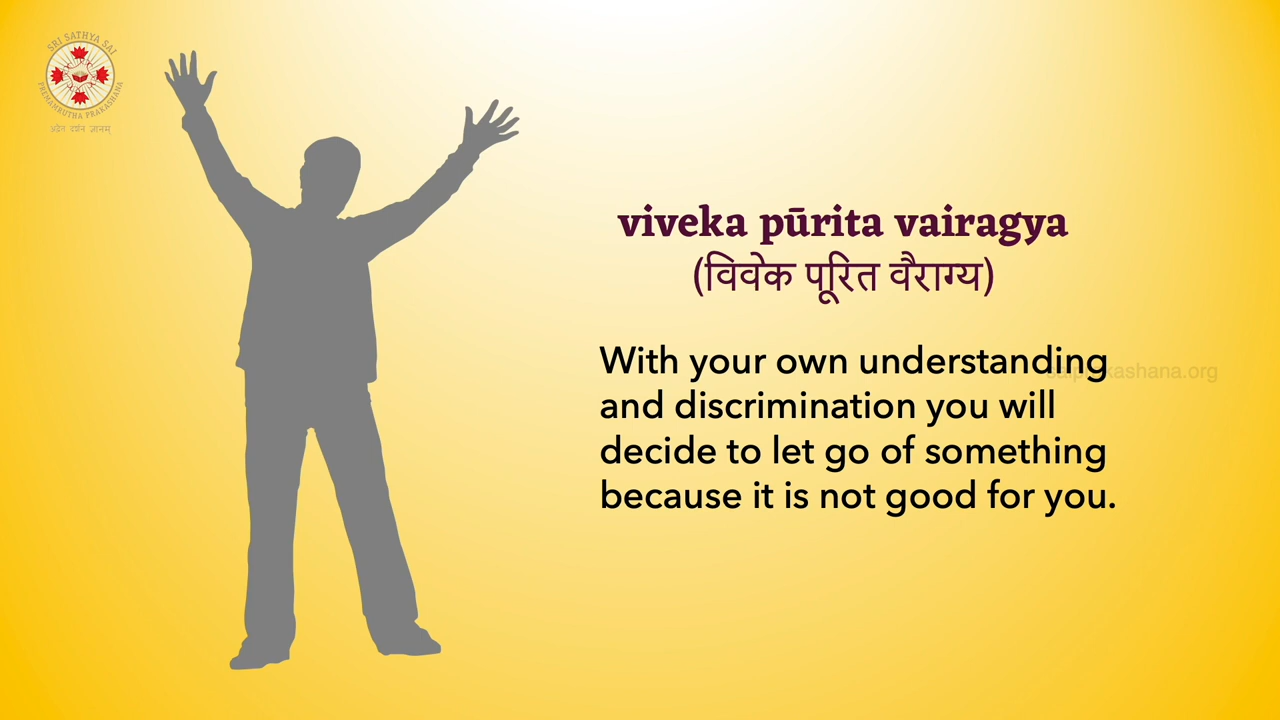 SRI SATHYA SAI
PREMAMRUTHA PRAKASHANA
viveka pūrita vairagya
(विवेक पूरित वैराग्य)
With your own understanding
and discrimination you will
decide to let go of something
because it is not good for you.